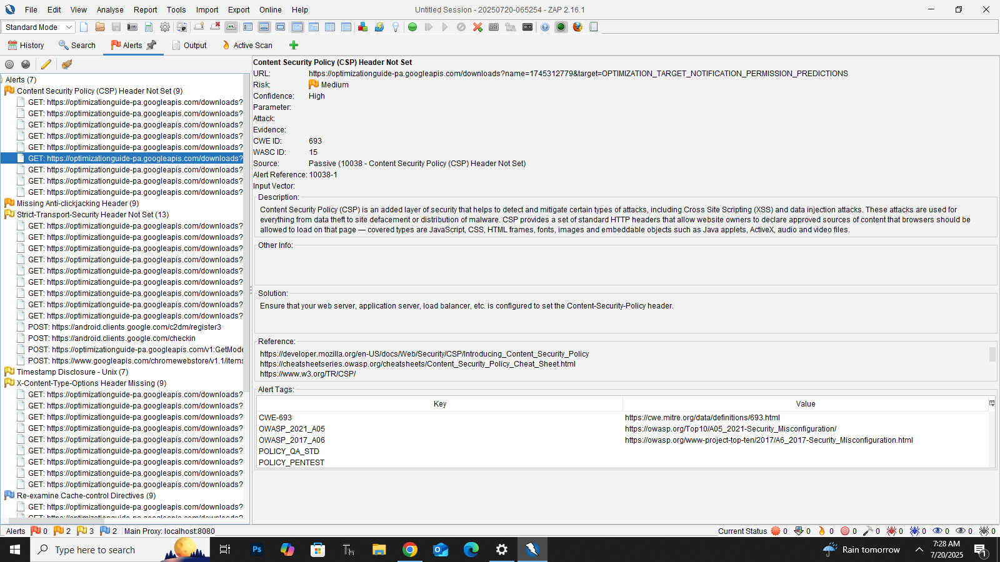 File Edit View Analyse Report Tools Import Export Online Help
Untitled Session - 20250720-065254 - ZAP 2.16.1
Standard Mode
History Search Alerts Output Active Scan
Alerts (7)
Content Security Policy (CSP) Header Not Set (9)
GET: https://optimizationguide-pa.googleapis.com/downloads?
GET: https://optimizationguide-pa.googleapis.com/downloads?
GET: https://optimizationguide-pa.googleapis.com/downloads?
GET: https://optimizationguide-pa.googleapis.com/downloads?
GET: https://optimizationguide-pa.googleapis.com/downloads?
GET: https://optimizationguide-pa.googleapis.com/downloads?
GET: https://optimizationguide-pa.googleapis.com/downloads?
GET: https://optimizationguide-pa.googleapis.com/downloads?
GET: https://optimizationguide-pa.googleapis.com/downloads?
Missing Anti-clickjacking Header (9)
Strict-Transport-Security Header Not Set (13)
GET: https://optimizationguide-pa.googleapis.com/downloads?
GET: https://optimizationguide-pa.googleapis.com/downloads?
GET: https://optimizationguide-pa.googleapis.com/downloads?
GET: https://optimizationguide-pa.googleapis.com/downloads?
GET: https://optimizationguide-pa.googleapis.com/downloads?
GET: https://optimizationguide-pa.googleapis.com/downloads?
GET: https://optimizationguide-pa.googleapis.com/downloads?
GET: https://optimizationguide-pa.googleapis.com/downloads?
GET: https://optimizationguide-pa.googleapis.com/downloads?
POST: https://android.clients.google.com/c2dm/register3
POST: https://android.clients.google.com/checkin
POST: https://optimizationguide-pa.googleapis.com/v1:GetMode
POST: https://www.googleapis.com/chromewebstore/v1.1/items
Timestamp Disclosure - Unix (7)
X-Content-Type-Options Header Missing (9)
GET: https://optimizationguide-pa.googleapis.com/downloads?
GET: https://optimizationguide-pa.googleapis.com/downloads?
GET: https://optimizationguide-pa.googleapis.com/downloads?
GET: https://optimizationguide-pa.googleapis.com/downloads?
GET: https://optimizationguide-pa.googleapis.com/downloads?
GET: https://optimizationguide-pa.googleapis.com/downloads?
GET: https://optimizationguide-pa.googleapis.com/downloads?
GET: https://optimizationguide-pa.googleapis.com/downloads?
GET: https://optimizationguide-pa.googleapis.com/downloads?
Re-examine Cache-control Directives (9)
GET: https://optimizationguide-pa.googleapis.com/downloads?
Content Security Policy (CSP) Header Not Set
URL: https://optimizationguide-pa.googleapis.com/downloads?name=1745312779&target=OPTIMIZATION_TARGET_NOTIFICATION_PERMISSION_PREDICTIONS
Risk: Medium
Confidence: High
Parameter:
Attack:
Evidence:
CWE ID: 693
WASC ID: 15
Source: Passive (10038 - Content Security Policy (CSP) Header Not Set)
Alert Reference: 10038-1
Input Vector:
Description:
Content Security Policy (CSP) is an added layer of security that helps to detect and mitigate certain types of attacks, including Cross Site Scripting (XSS) and data injection attacks. These attacks are used for
everything from data theft to site defacement or distribution of malware. CSP provides a set of standard HTTP headers that allow website owners to declare approved sources of content that browsers should be
allowed to load on that page — covered types are JavaScript, CSS, HTML frames, fonts, images and embeddable objects such as Java applets, ActiveX, audio and video files.
Other Info:
Solution:
Ensure that your web server, application server, load balancer, etc. is configured to set the Content-Security-Policy header.
Reference:
https://developer.mozilla.org/en-US/docs/Web/Security/CSP/Introducing_Content_Security_Policy
https://cheatsheetseries.owasp.org/cheatsheets/Content_Security_Policy_Cheat_Sheet.html
https://www.w3.org/TR/CSP/
Alert Tags:
Key Value
CWE-693 https://cwe.mitre.org/data/definitions/693.html
OWASP_2021_A05 https://owasp.org/Top10/A05_2021-Security_Misconfiguration/
OWASP_2017_A06 https://owasp.org/www-project-top-ten/2017/A6_2017-Security_Misconfiguration.html
POLICY_QA_STD
POLICY_PENTEST
Alerts 0 2 3 2 Main Proxy: localhost:8080
Current Status 0 0 0 0 0 0 0 0 0 0
Type here to search
Ps
Rain tomorrow
7:28 AM
7/20/2025
1